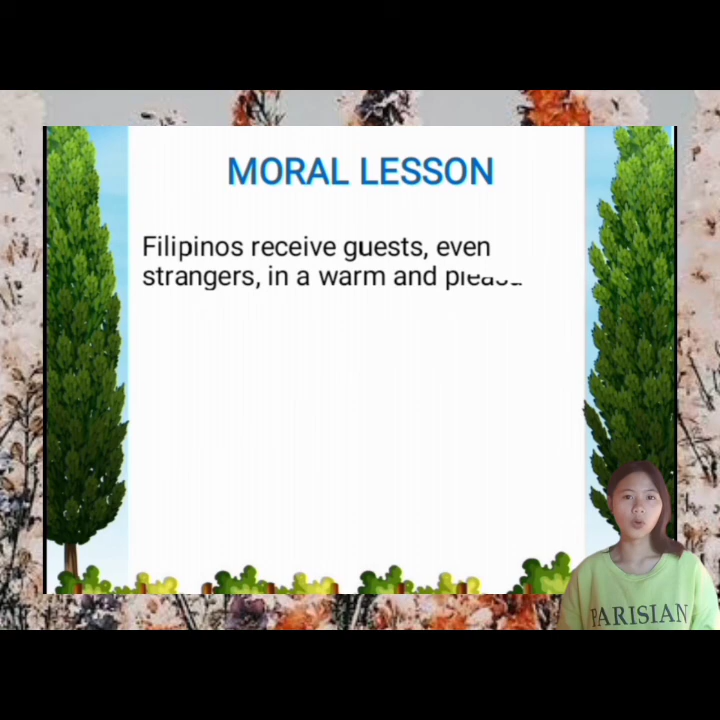 MORAL LESSON
Filipinos receive guests, even
strangers, in a warm and
PARISIAN